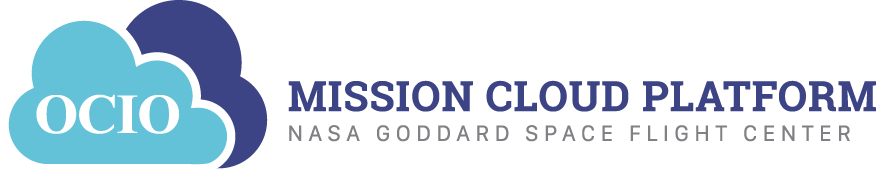 OCIO
MISSION CLOUD PLATFORM
NASA GODDARD SPACE FLIGHT CENTER